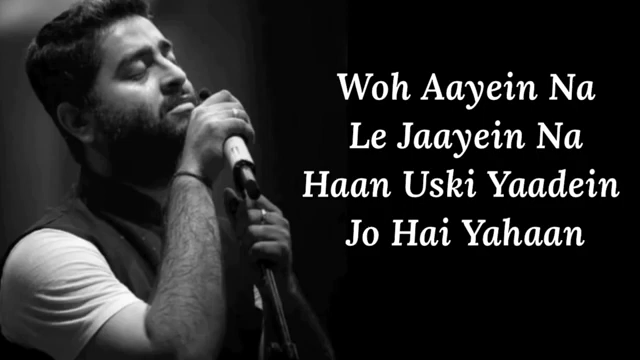 Woh Aayein Na
Le Jaayein Na
Haan Uski Yaadein
Jo Hai Yahaan